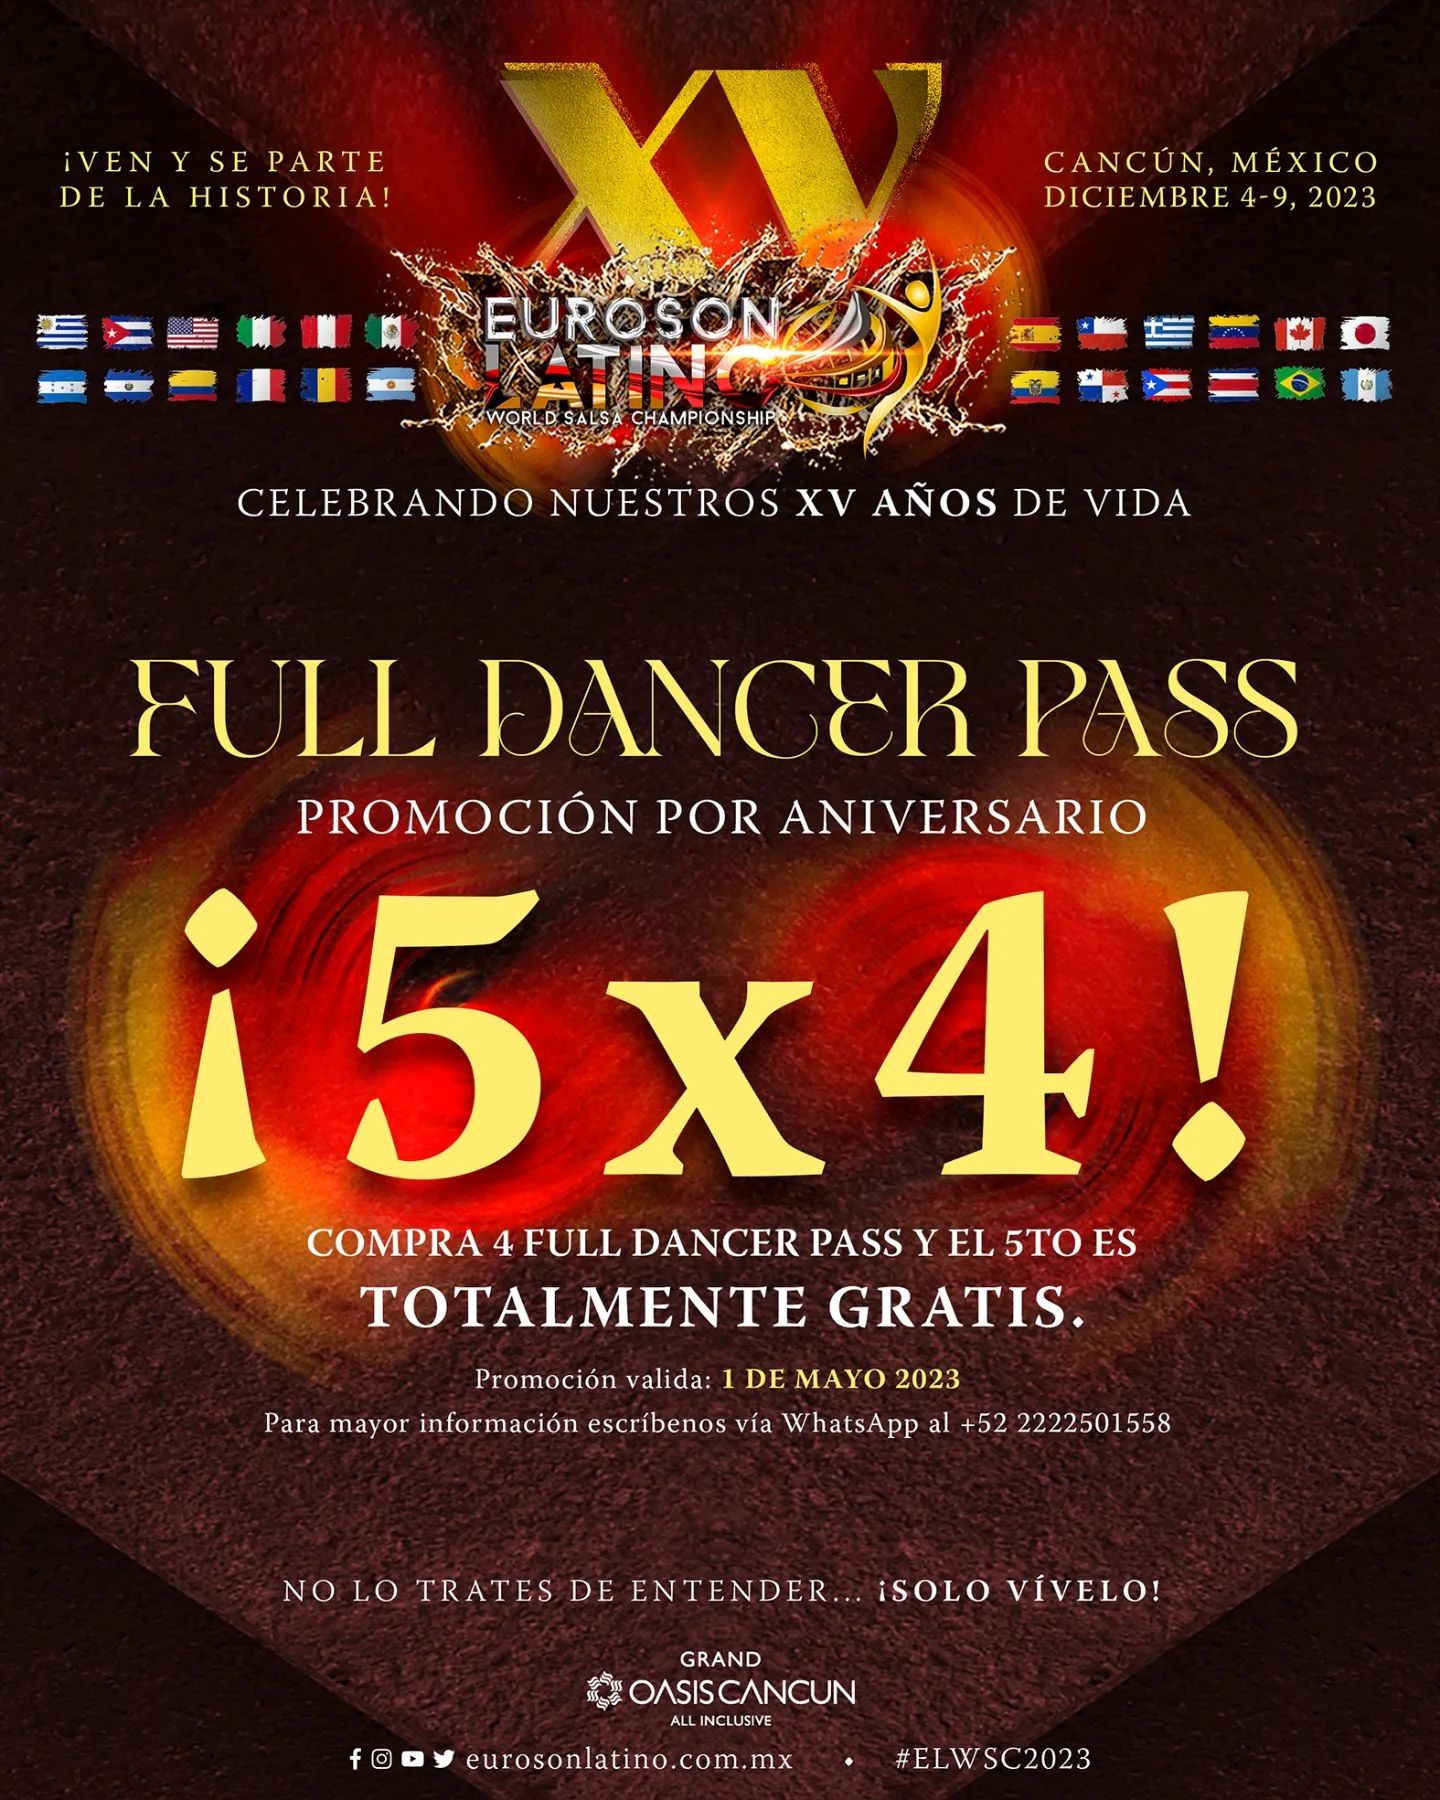 XV
¡VEN Y SE PARTE
DE LA HISTORIA!
CANCÚN, MÉXICO
DICIEMBRE 4-9, 2023
EUROSON
LATINO
WORLD SALSA CHAMPIONSHIP
CELEBRANDO NUESTROS XV AÑOS DE VIDA
FULL DANCER PASS
PROMOCIÓN POR ANIVERSARIO
¡5x4!
COMPRA 4 FULL DANCER PASS Y EL 5TO ES
TOTALMENTE GRATIS.
Promoción valida: 1 DE MAYO 2023
Para mayor información escríbenos vía WhatsApp al +52 2222501558
NO LO TRATES DE ENTENDER... ¡SOLO VÍVELO!
GRAND
OASIS CANCUN
ALL INCLUSIVE
eurosonlatino.com.mx • #ELWSC2023